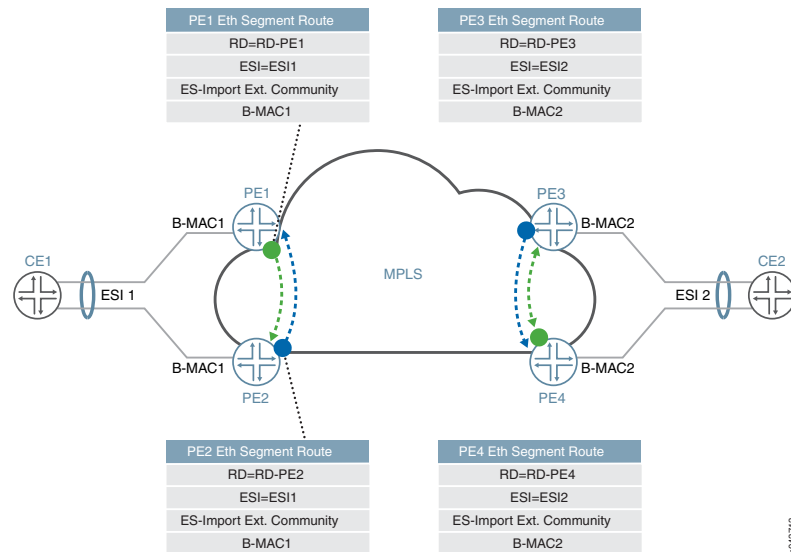 PE1 Eth Segment Route
RD=RD-PE1
ESI=ESI1
ES-Import Ext. Community
B-MAC1
PE3 Eth Segment Route
RD=RD-PE3
ESI=ESI2
ES-Import Ext. Community
B-MAC2
PE1
PE3
B-MAC1
B-MAC2
CE1
MPLS
CE2
ESI 1
ESI 2
B-MAC1
B-MAC2
PE2
PE4
PE2 Eth Segment Route
RD=RD-PE2
ESI=ESI1
ES-Import Ext. Community
B-MAC1
PE4 Eth Segment Route
RD=RD-PE4
ESI=ESI2
ES-Import Ext. Community
B-MAC2